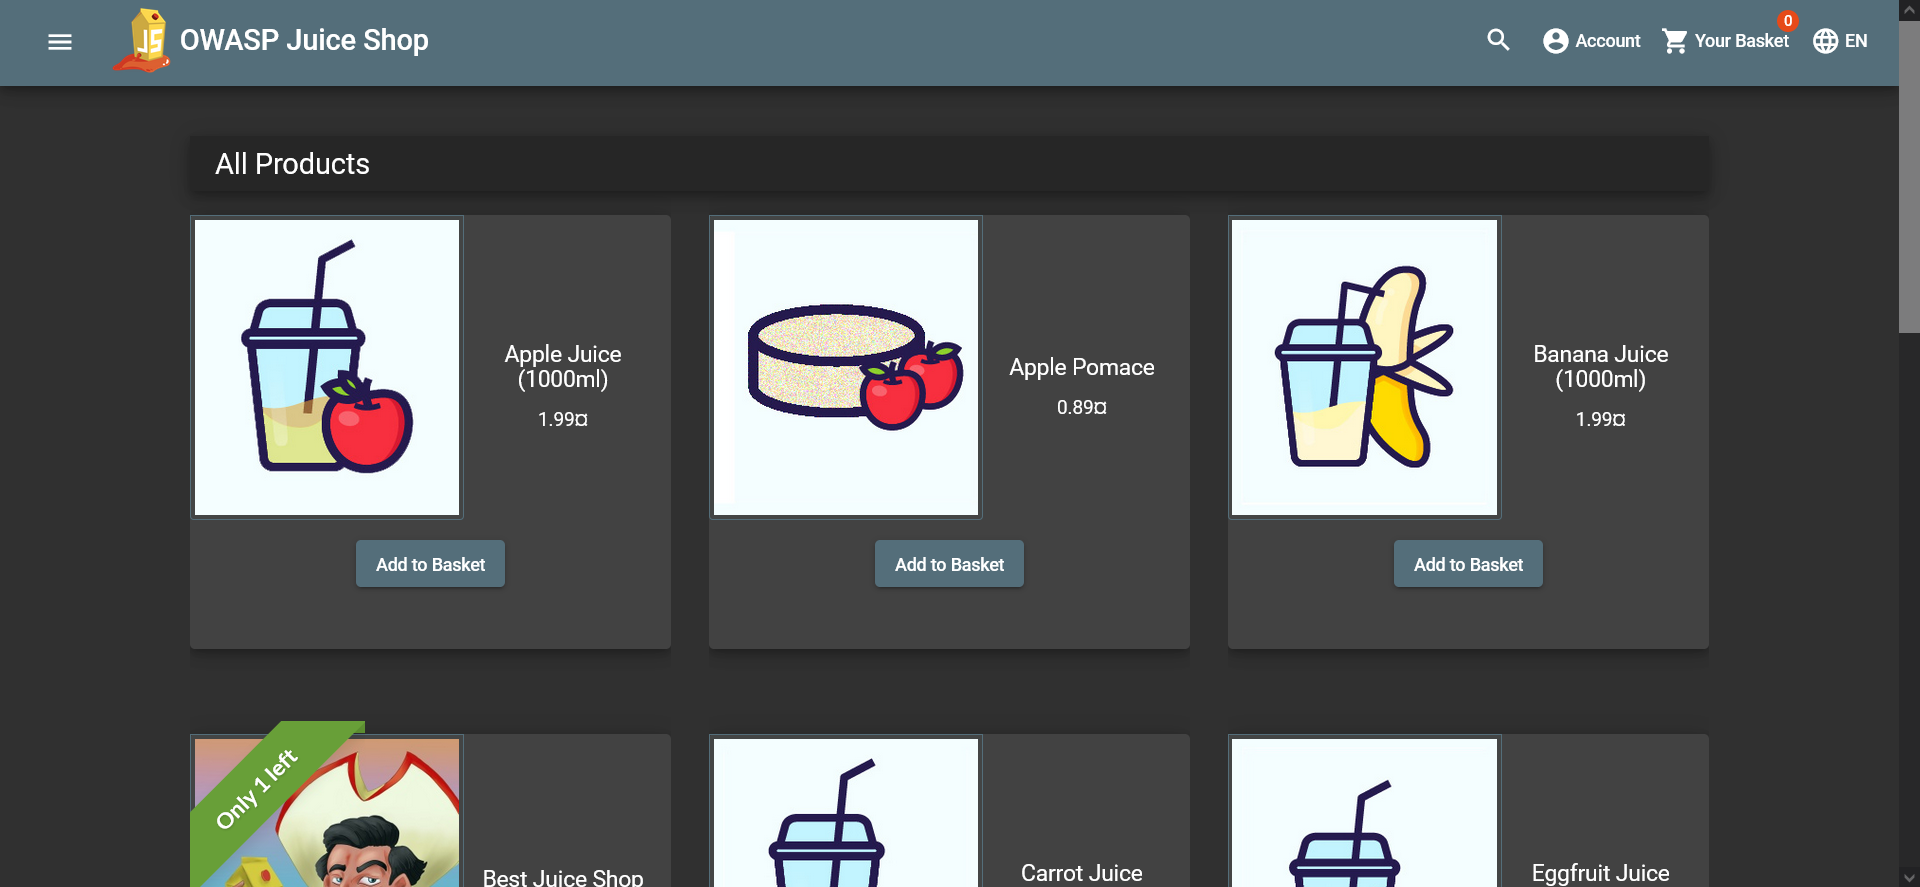 OWASP Juice Shop
Account
0
Your Basket
EN
All Products
Apple Juice
(1000ml)
1.99¤
Apple Pomace
0.89¤
Banana Juice
(1000ml)
1.99¤
Add to Basket
Add to Basket
Add to Basket
Only 1 left
Best Juice Shop
Carrot Juice
Eggfruit Juice